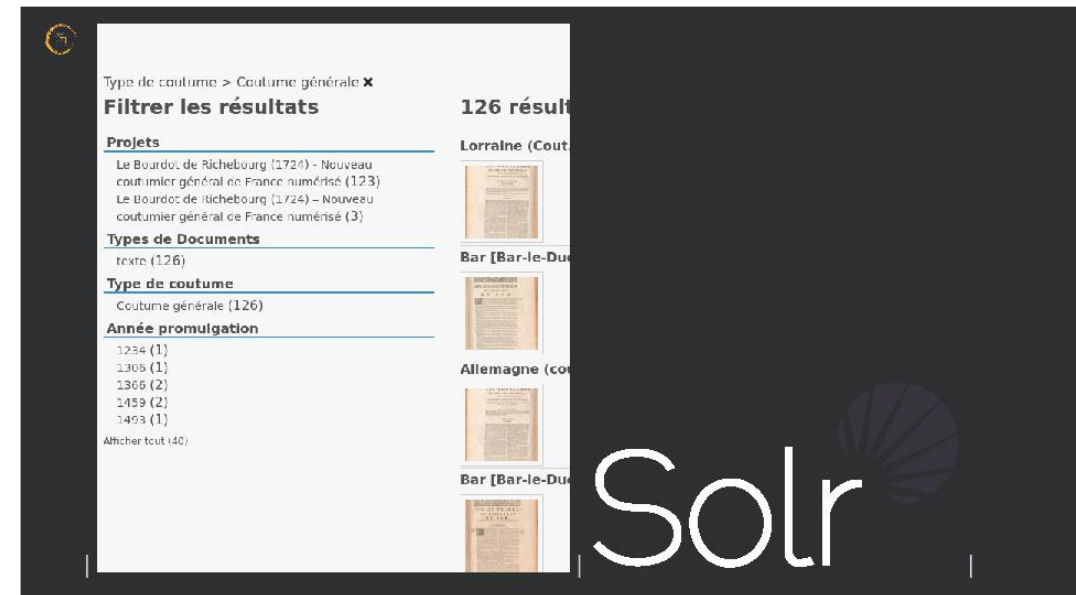 Type de coutume > Coutume générale ✖
Filtrer les résultats
Projets
Le Bourdot de Richebourg (1724) - Nouveau
coutumier général de France numérisé (123)
Le Bourdot de Richebourg (1724) – Nouveau
coutumier général de France numérisé (3)
Types de Documents
texte (126)
Type de coutume
Coutume générale (126)
Année promulgation
1234 (1)
1306 (1)
1366 (2)
1459 (2)
1493 (1)
Afficher tout (40)
126 résult
Lorraine (Cout.
Bar [Bar-le-Duc
Allemagne (cou
Bar [Bar-le-Duc
Solr